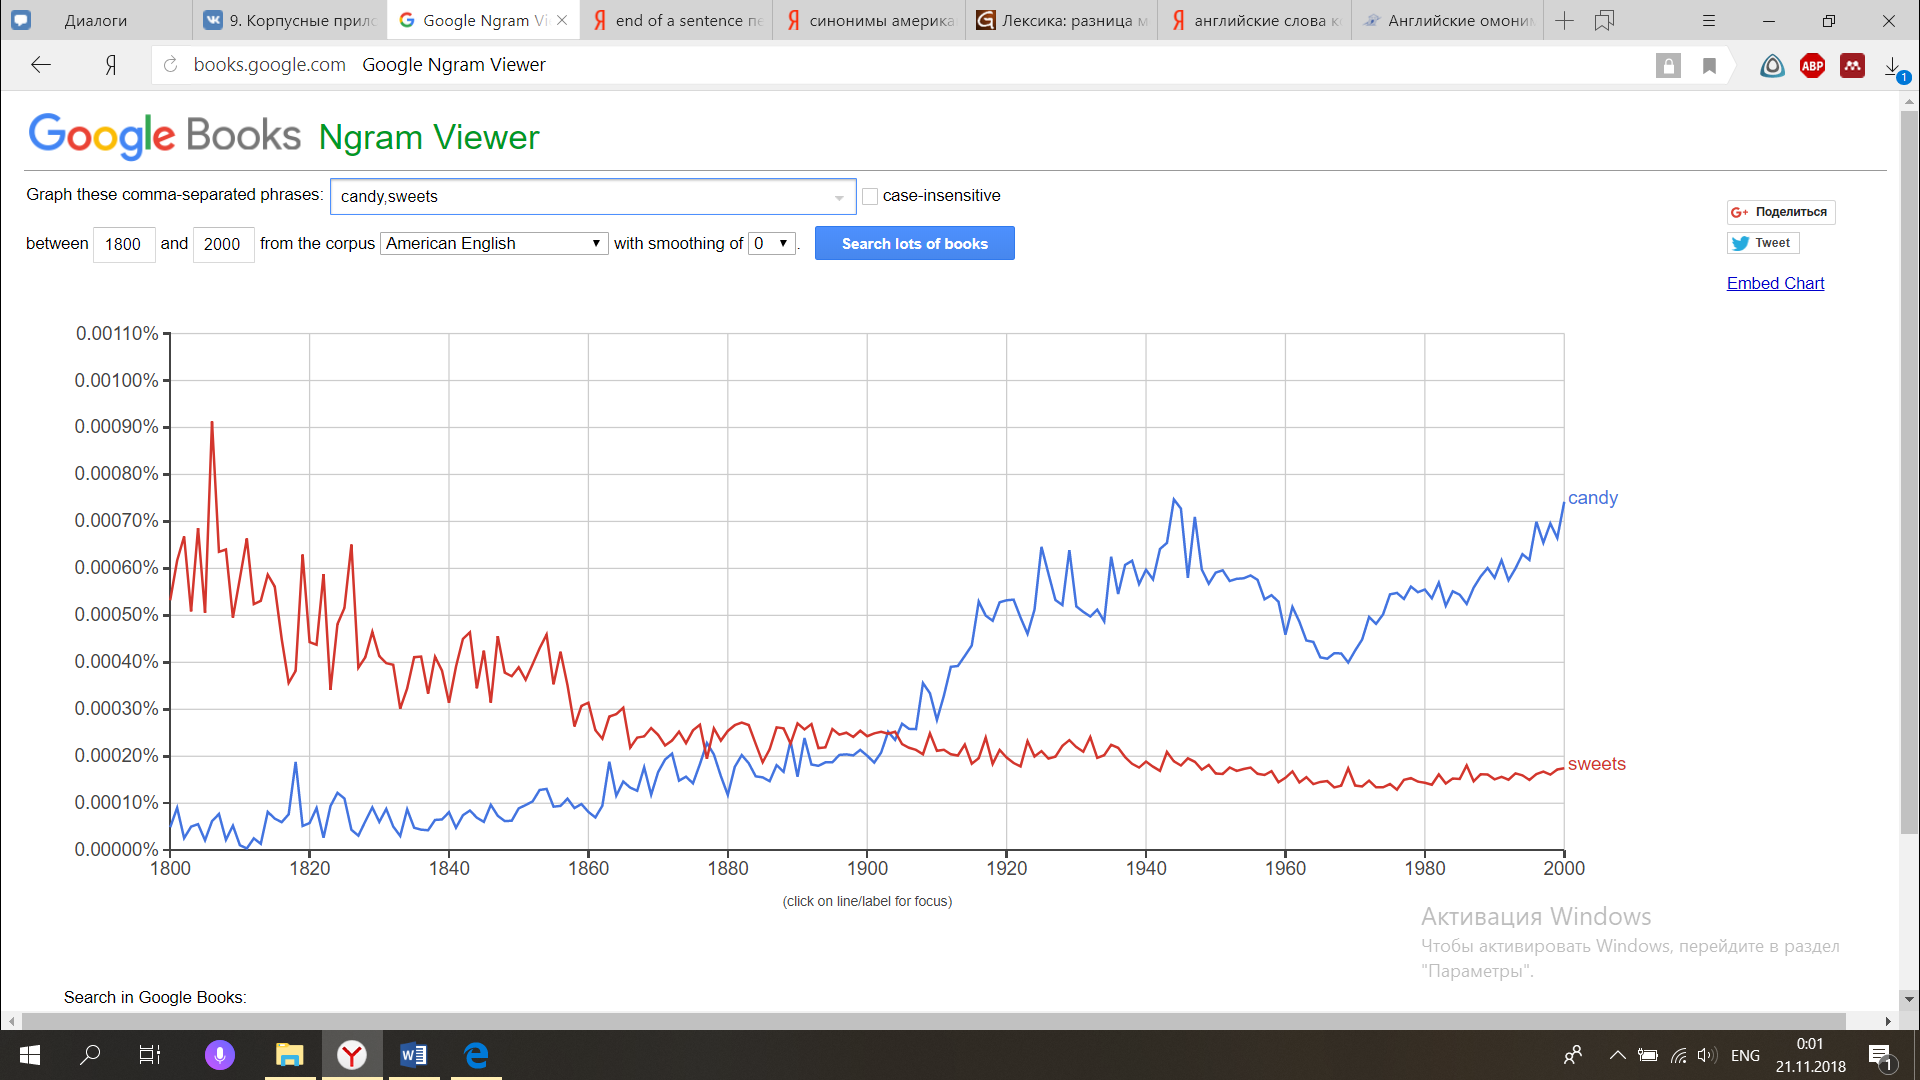 Диалоги
9. Корпусные прил
Google Ngram Vi
end of a sentence пе
синонимы америка
Лексика: разница м
английские слова к
Английские омоним
books.google.com Google Ngram Viewer
ABP
1
Google Books Ngram Viewer
Graph these comma-separated phrases: candy,sweets case-insensitive
between 1800 and 2000 from the corpus American English with smoothing of 0 . Search lots of books
G+ Поделиться
Tweet
Embed Chart
0.00110%
0.00100%
0.00090%
0.00080%
0.00070%
0.00060%
0.00050%
0.00040%
0.00030%
0.00020%
0.00010%
0.00000%
candy
sweets
1800 1820 1840 1860 1880 1900 1920 1940 1960 1980 2000
(click on line/label for focus)
Активация Windows
Чтобы активировать Windows, перейдите в раздел
"Параметры".
Search in Google Books:
ENG
0:01
21.11.2018
1